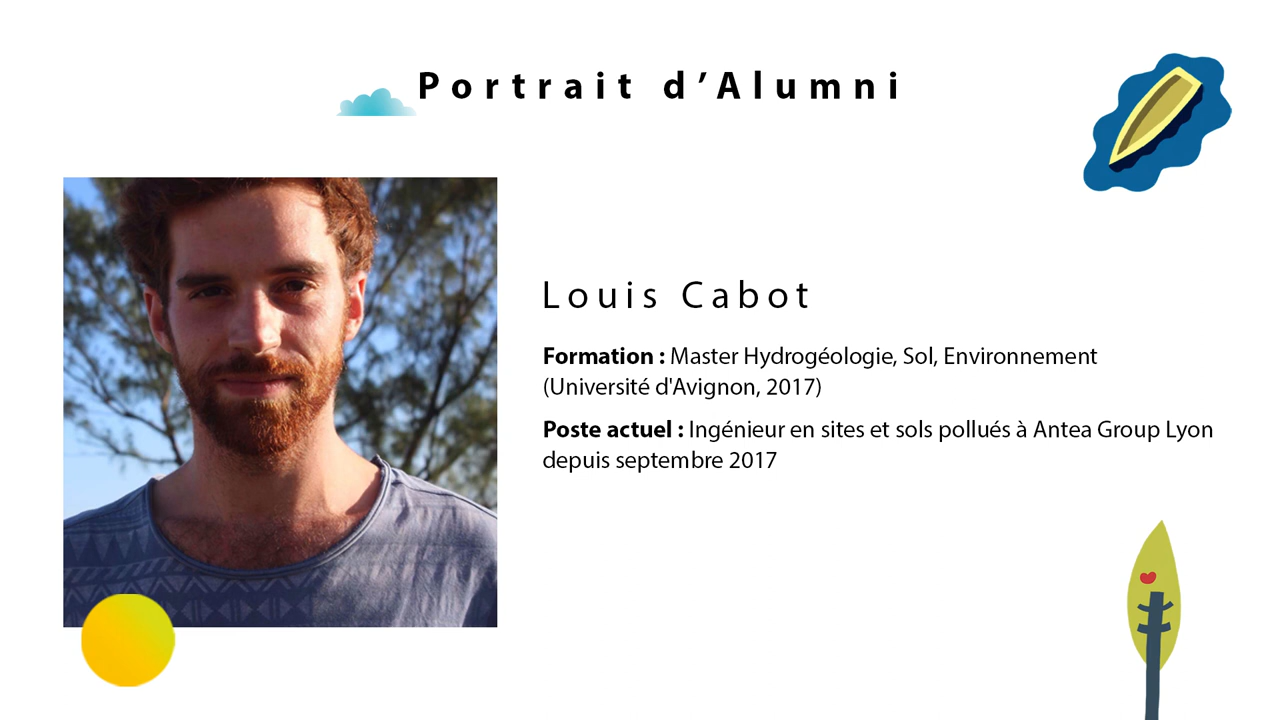 Portrait d’Alumni
Louis Cabot
Formation : Master Hydrogéologie, Sol, Environnement
(Université d'Avignon, 2017)
Poste actuel : Ingénieur en sites et sols pollués à Antea Group Lyon
depuis septembre 2017